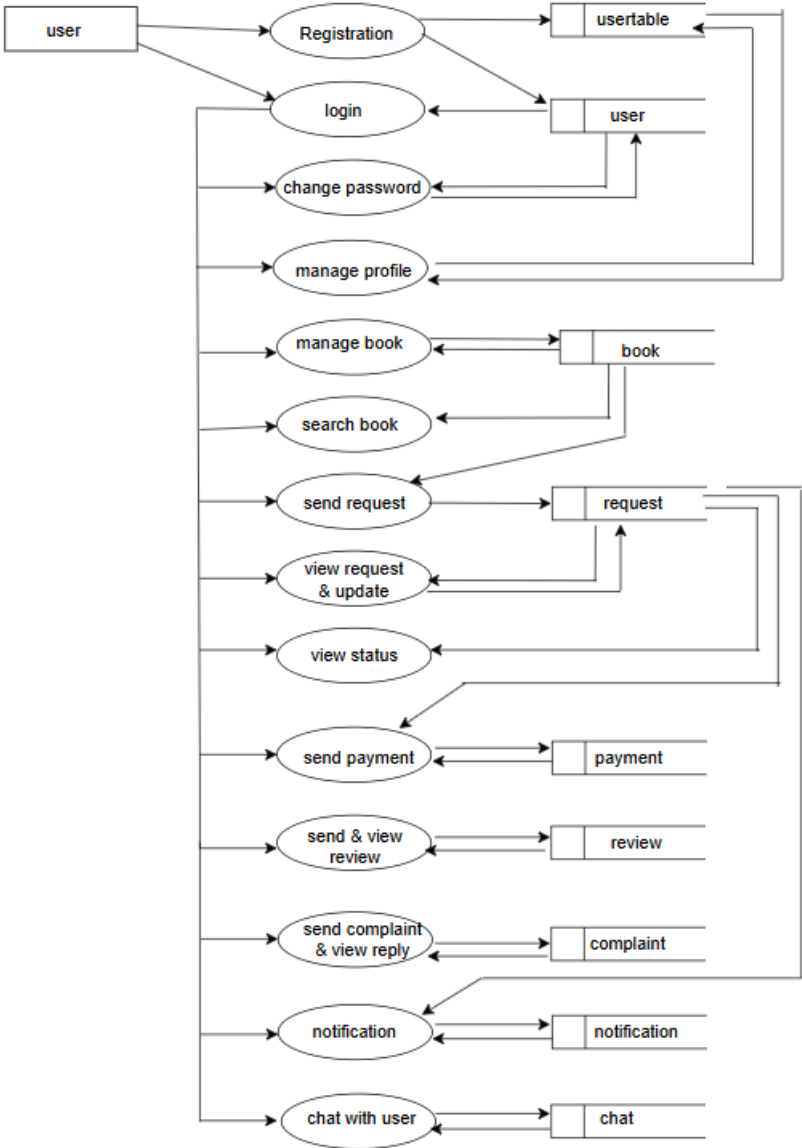 user
Registration
usertable
login
user
change password
manage profile
manage book
book
search book
send request
request
view request
& update
view status
send payment
payment
send & view
review
review
send complaint
& view reply
complaint
notification
notification
chat with user
chat